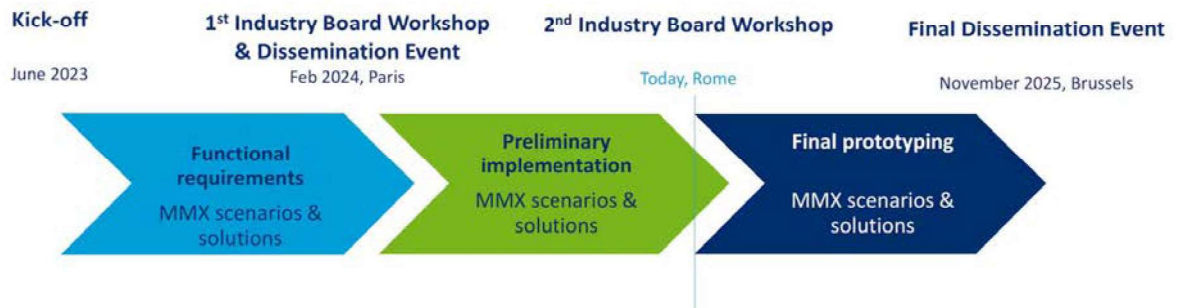 Kick-off
June 2023
1st Industry Board Workshop
& Dissemination Event
Feb 2024, Paris
2nd Industry Board Workshop
Today, Rome
Final Dissemination Event
November 2025, Brussels
Functional
requirements
MMX scenarios &
solutions
Preliminary
implementation
MMX scenarios &
solutions
Final prototyping
MMX scenarios &
solutions